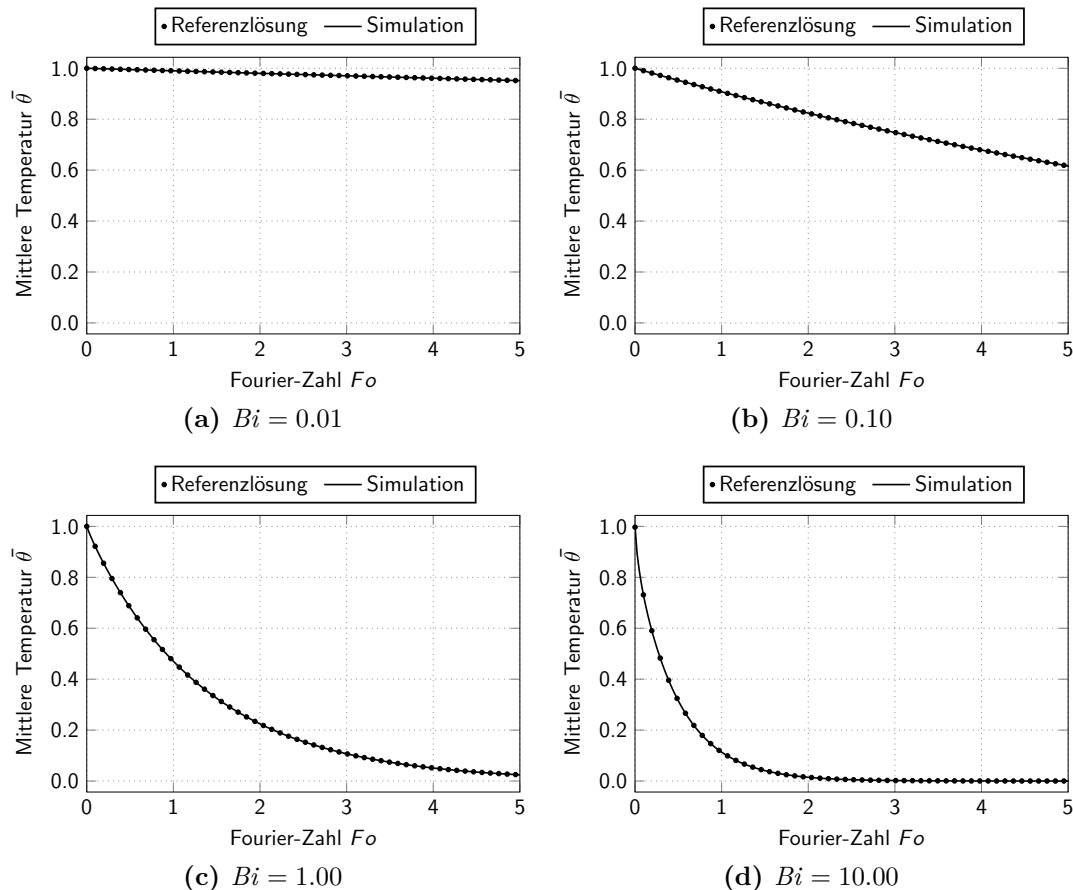 Referenzlösung Simulation
Referenzlösung Simulation
1.0
0.8
0.6
0.4
0.2
0.0
Mittlere Temperatur θ̄
0 1 2 3 4 5
Fourier-Zahl Fo
(a) Bi = 0.01
1.0
0.8
0.6
0.4
0.2
0.0
Mittlere Temperatur θ̄
0 1 2 3 4 5
Fourier-Zahl Fo
(b) Bi = 0.10
Referenzlösung Simulation
Referenzlösung Simulation
1.0
0.8
0.6
0.4
0.2
0.0
Mittlere Temperatur θ̄
0 1 2 3 4 5
Fourier-Zahl Fo
(c) Bi = 1.00
1.0
0.8
0.6
0.4
0.2
0.0
Mittlere Temperatur θ̄
0 1 2 3 4 5
Fourier-Zahl Fo
(d) Bi = 10.00